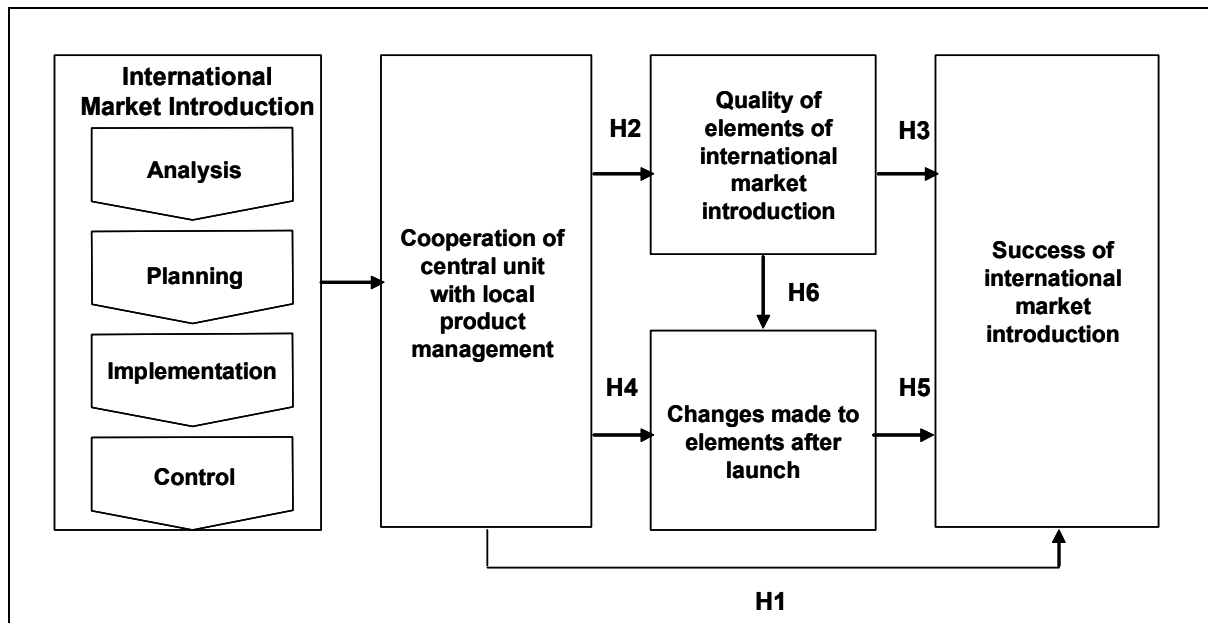 International
Market Introduction
Analysis
Planning
Implementation
Control
Cooperation of
central unit
with local
product
management
H2
H4
Quality of
elements of
international
market
introduction
H6
Changes made to
elements after
launch
H3
H5
Success of
international
market
introduction
H1